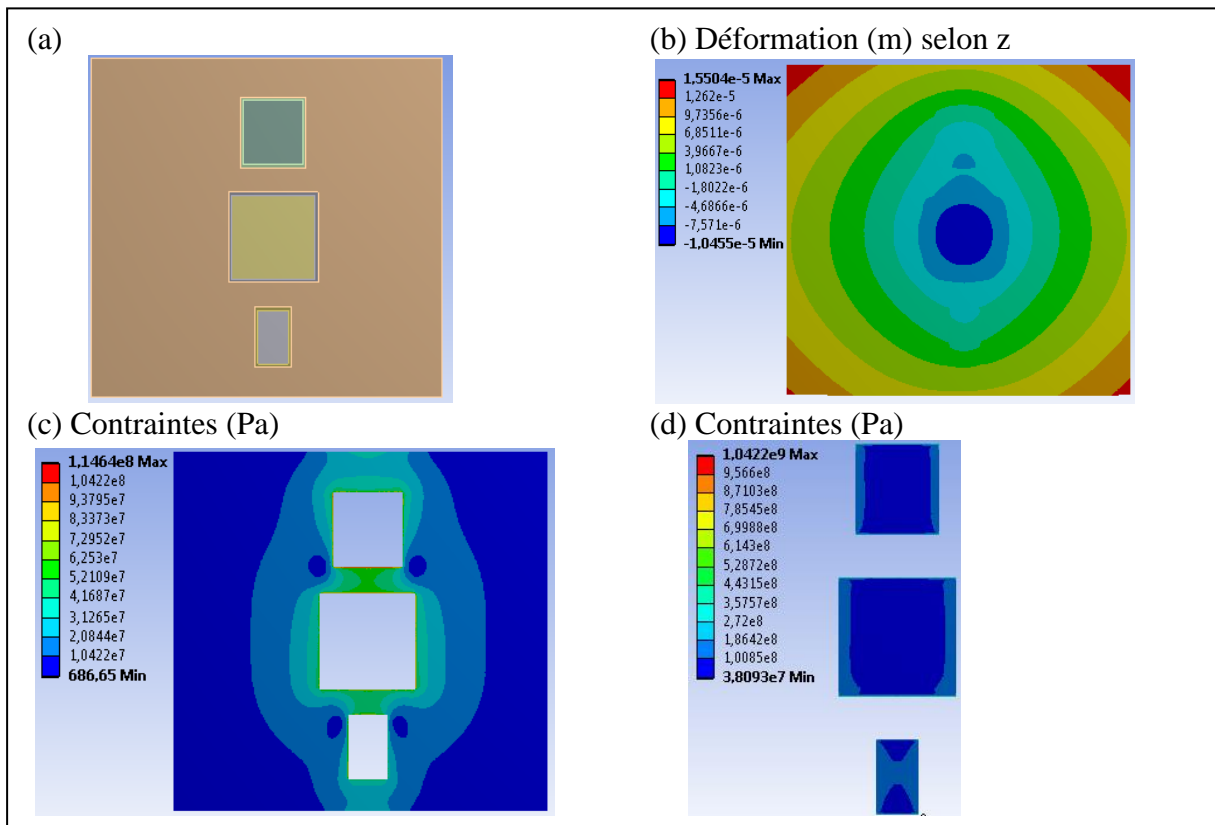 (a)
(b) Déformation (m) selon z
1,5504e-5 Max
1,262e-5
9,7356e-6
6,8511e-6
3,9667e-6
1,0823e-6
-1,8022e-6
-4,6866e-6
-7,571e-6
-1,0455e-5 Min
(c) Contraintes (Pa)
1,1464e8 Max
1,0422e8
9,3795e7
8,3373e7
7,2952e7
6,253e7
5,2109e7
4,1687e7
3,1265e7
2,0844e7
1,0422e7
686,65 Min
(d) Contraintes (Pa)
1,0422e9 Max
9,566e8
8,7103e8
7,8545e8
6,9988e8
6,143e8
5,2872e8
4,4315e8
3,5757e8
2,72e8
1,8642e8
1,0085e8
3,8093e7 Min